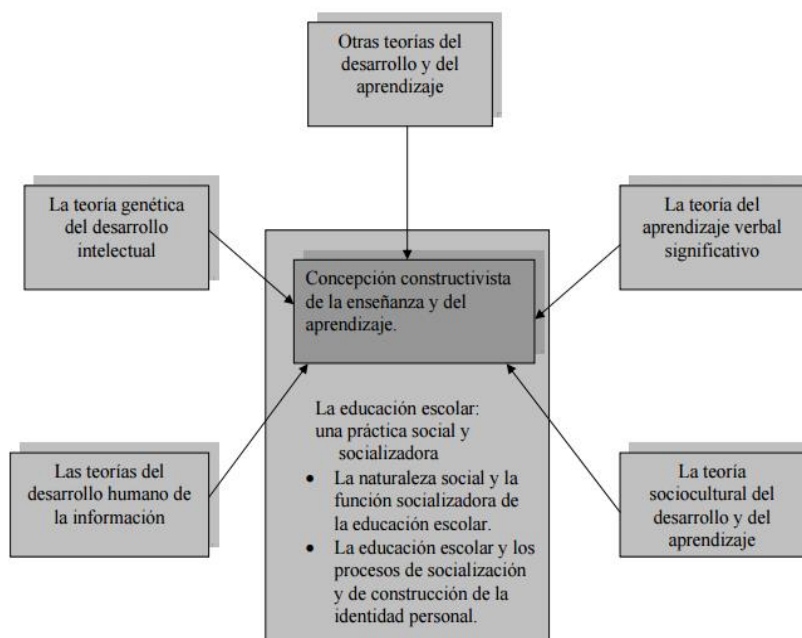 Otras teorías del
desarrollo y del
aprendizaje
La teoría genética
del desarrollo
intelectual
La teoría del
aprendizaje verbal
significativo
Concepción constructivista
de la enseñanza y del
aprendizaje.
La educación escolar:
una práctica social y
socializadora
• La naturaleza social y la
función socializadora de
la educación escolar.
• La educación escolar y los
procesos de socialización
y de construcción de la
identidad personal.
Las teorías del
desarrollo humano de
la información
La teoría
sociocultural del
desarrollo y del
aprendizaje